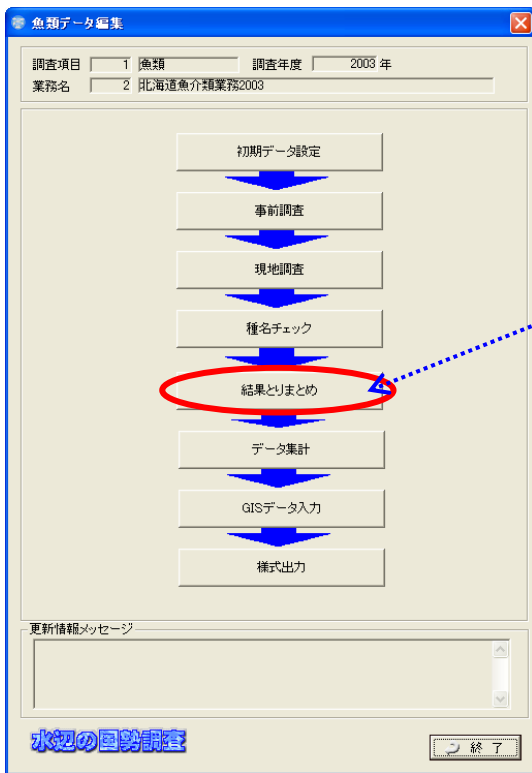 魚類データ編集
調査項目 1 魚類 調査年度 2003 年
業務名 2 北海道魚介類業務2003
初期データ設定
事前調査
現地調査
種名チェック
結果とりまとめ
データ集計
GISデータ入力
様式出力
更新情報メッセージ
水辺の国勢調査
終 了